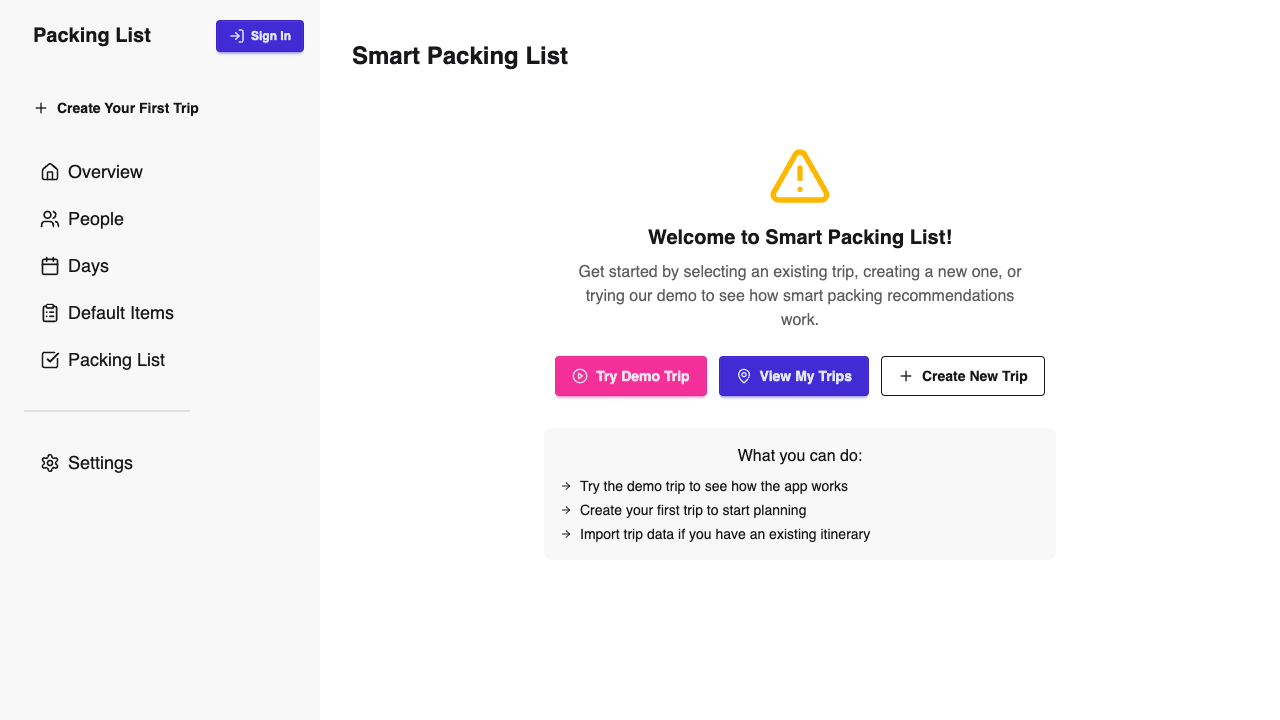 Packing List
Sign In
Create Your First Trip
Overview
People
Days
Default Items
Packing List
Settings
Smart Packing List
Welcome to Smart Packing List!
Get started by selecting an existing trip, creating a new one, or
trying our demo to see how smart packing recommendations
work.
Try Demo Trip
View My Trips
Create New Trip
What you can do:
Try the demo trip to see how the app works
Create your first trip to start planning
Import trip data if you have an existing itinerary